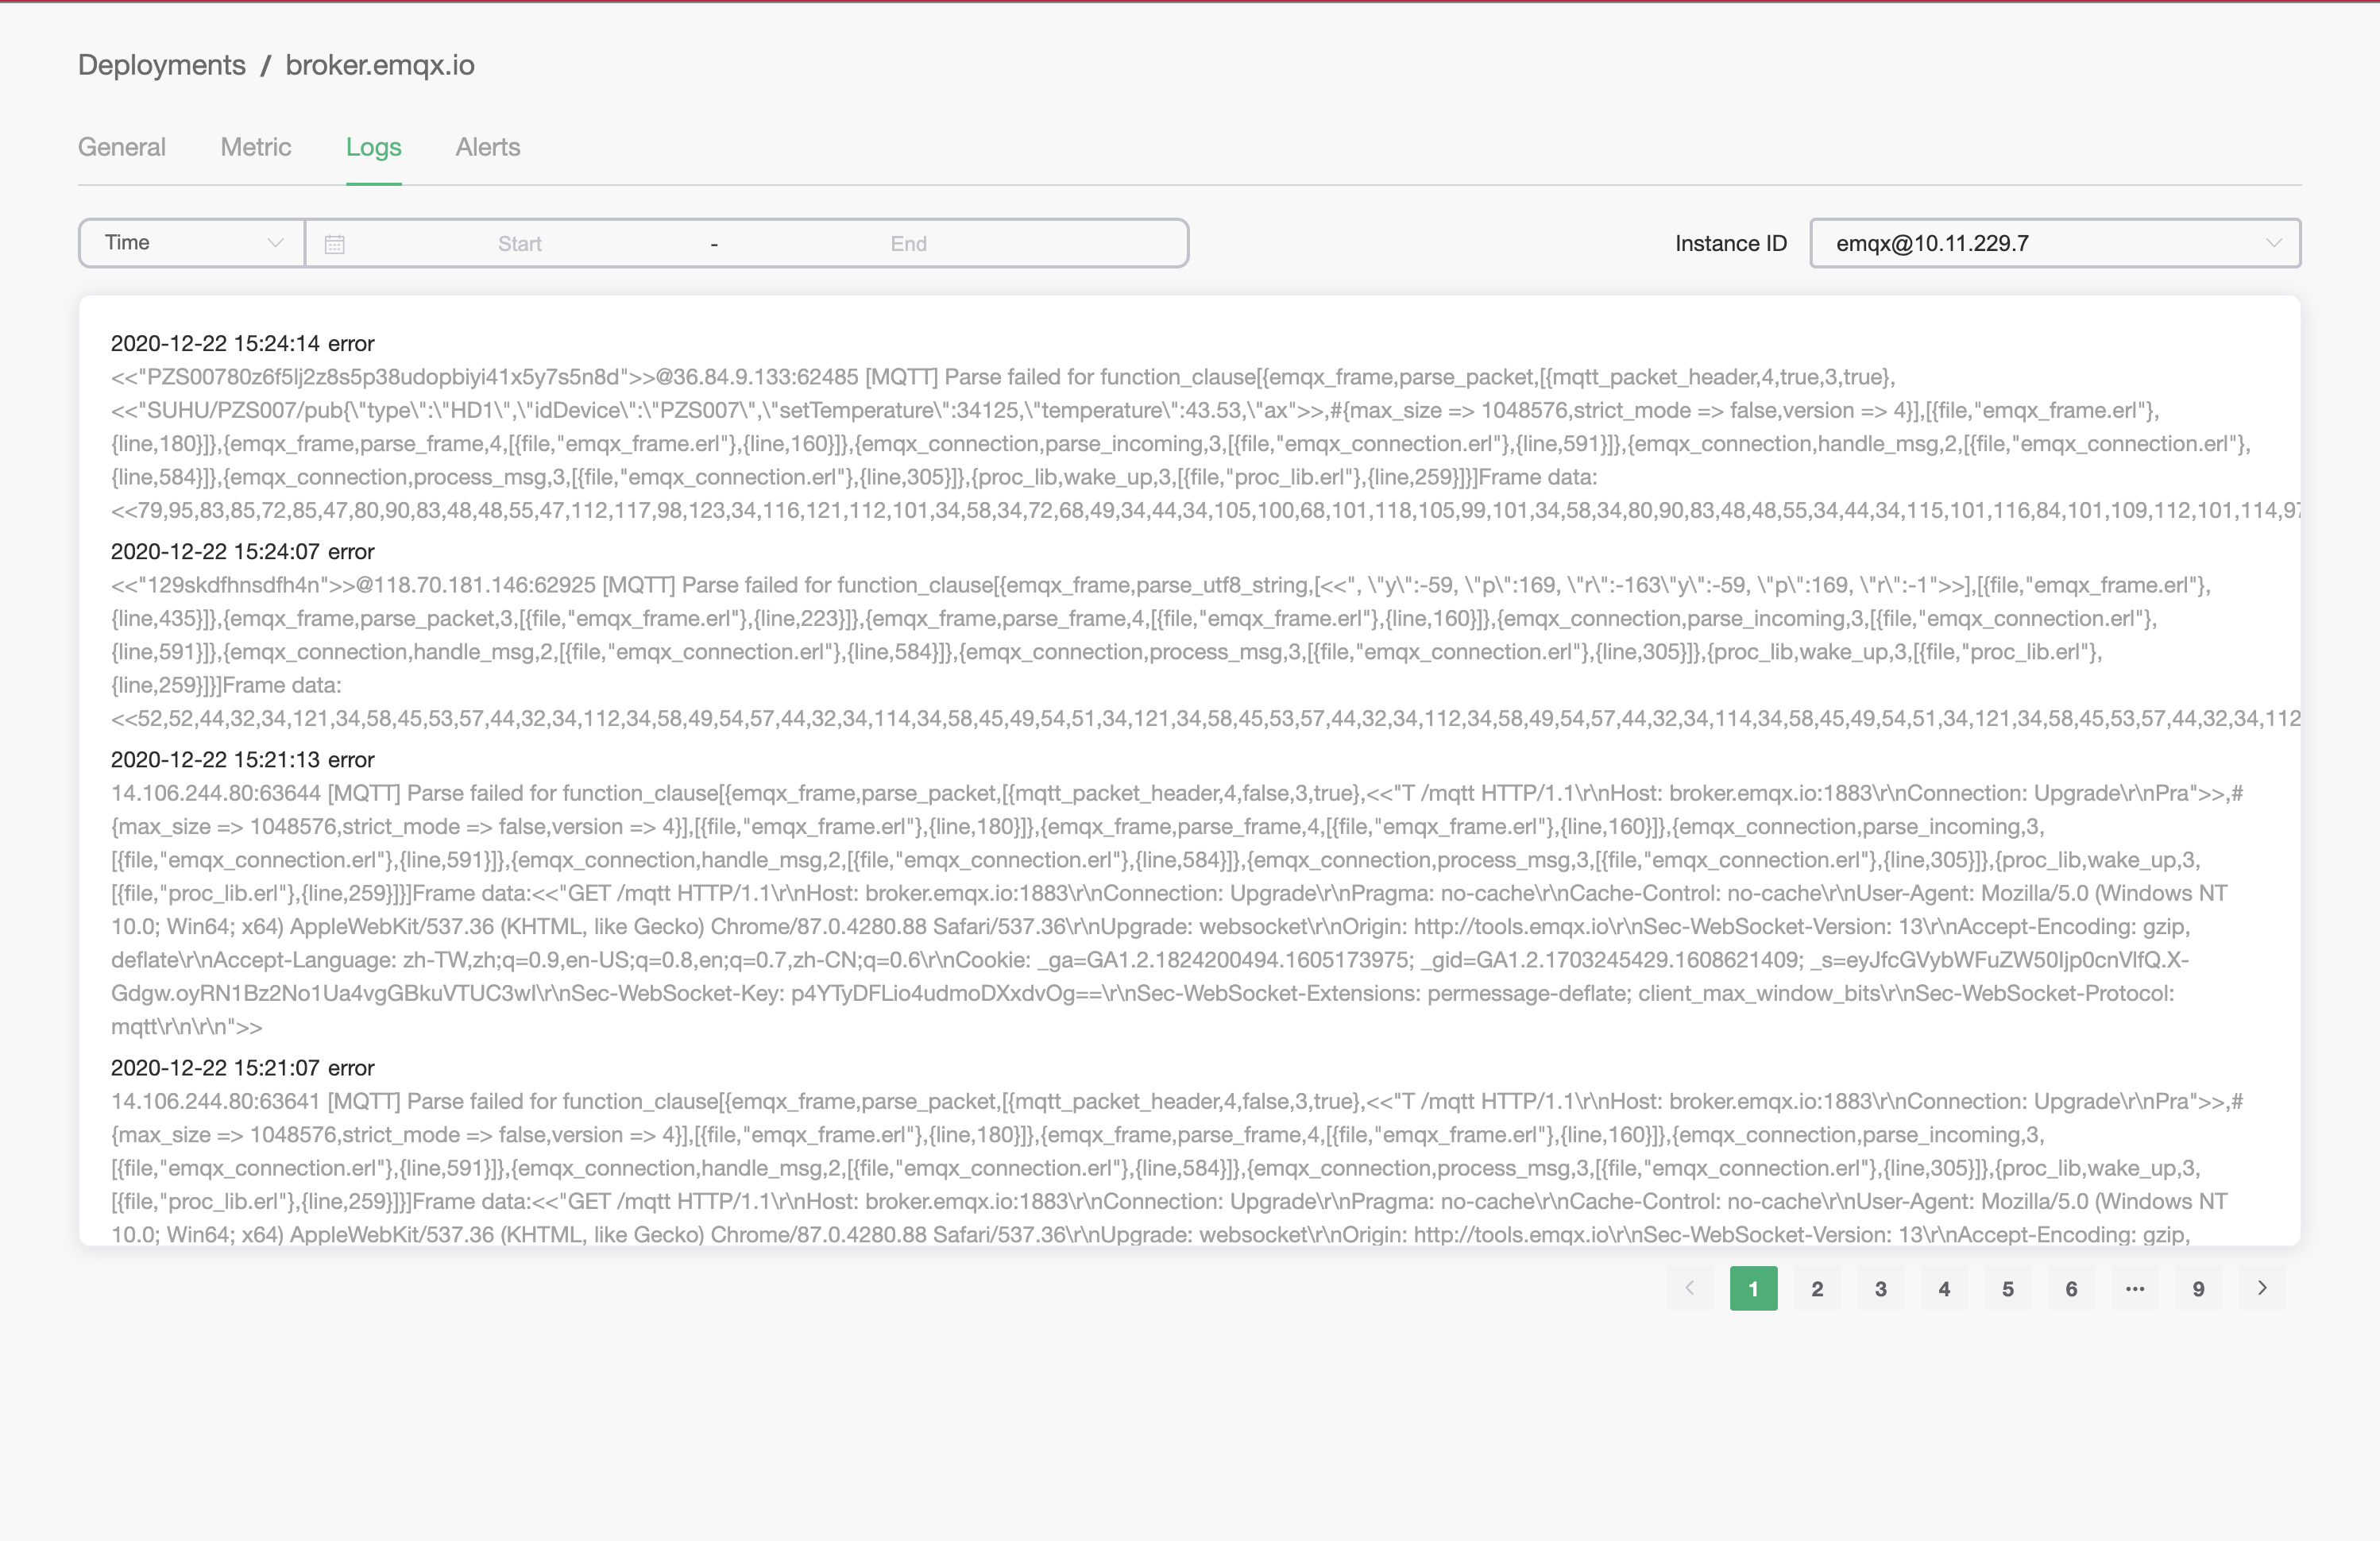 Deployments / broker.emqx.io
General Metric Logs Alerts
Time Start - End Instance ID emqx@10.11.229.7
2020-12-22 15:24:14 error
<<"PZS00780z6f5lj2z8s5p38udopbiyi41x5y7s5n8d">>@36.84.9.133:62485 [MQTT] Parse failed for function_clause[{emqx_frame,parse_packet,[{mqtt_packet_header,4,true,3,true},
<<"SUHU/PZS007/pub{\"type\":\"HD1\",\"idDevice\":\"PZS007\",\"setTemperature\":34125,\"temperature\":43.53,\"ax">>,#{max_size => 1048576,strict_mode => false,version => 4}],[{file,"emqx_frame.erl"},
{line,180}]},{emqx_frame,parse_frame,4,[{file,"emqx_frame.erl"},{line,160}]},{emqx_connection,parse_incoming,3,[{file,"emqx_connection.erl"},{line,591}]},{emqx_connection,handle_msg,2,[{file,"emqx_connection.erl"},
{line,584}]},{emqx_connection,process_msg,3,[{file,"emqx_connection.erl"},{line,305}]},{proc_lib,wake_up,3,[{file,"proc_lib.erl"},{line,259}]}]Frame data:
<<79,95,83,85,72,85,47,80,90,83,48,48,55,47,112,117,98,123,34,116,121,112,101,34,58,34,72,68,49,34,44,34,105,100,68,101,118,105,99,101,34,58,34,80,90,83,48,48,55,34,44,34,115,101,116,84,101,109,112,101,114,97
2020-12-22 15:24:07 error
<<"129skdfhnsdfh4n">>@118.70.181.146:62925 [MQTT] Parse failed for function_clause[{emqx_frame,parse_utf8_string,[<<", \"y\":-59, \"p\":169, \"r\":-163\"y\":-59, \"p\":169, \"r\":-1">>],[{file,"emqx_frame.erl"},
{line,435}]},{emqx_frame,parse_packet,3,[{file,"emqx_frame.erl"},{line,223}]},{emqx_frame,parse_frame,4,[{file,"emqx_frame.erl"},{line,160}]},{emqx_connection,parse_incoming,3,[{file,"emqx_connection.erl"},
{line,591}]},{emqx_connection,handle_msg,2,[{file,"emqx_connection.erl"},{line,584}]},{emqx_connection,process_msg,3,[{file,"emqx_connection.erl"},{line,305}]},{proc_lib,wake_up,3,[{file,"proc_lib.erl"},
{line,259}]}]Frame data:
<<52,52,44,32,34,121,34,58,45,53,57,44,32,34,112,34,58,49,54,57,44,32,34,114,34,58,45,49,54,51,34,121,34,58,45,53,57,44,32,34,112,34,58,49,54,57,44,32,34,114,34,58,45,49,54,51,34,121,34,58,45,53,57,44,32,34,112
2020-12-22 15:21:13 error
14.106.244.80:63644 [MQTT] Parse failed for function_clause[{emqx_frame,parse_packet,[{mqtt_packet_header,4,false,3,true},<<"T /mqtt HTTP/1.1\r\nHost: broker.emqx.io:1883\r\nConnection: Upgrade\r\nPra">>,#
{max_size => 1048576,strict_mode => false,version => 4}],[{file,"emqx_frame.erl"},{line,180}]},{emqx_frame,parse_frame,4,[{file,"emqx_frame.erl"},{line,160}]},{emqx_connection,parse_incoming,3,
[{file,"emqx_connection.erl"},{line,591}]},{emqx_connection,handle_msg,2,[{file,"emqx_connection.erl"},{line,584}]},{emqx_connection,process_msg,3,[{file,"emqx_connection.erl"},{line,305}]},{proc_lib,wake_up,3,
[{file,"proc_lib.erl"},{line,259}]}]Frame data:<<"GET /mqtt HTTP/1.1\r\nHost: broker.emqx.io:1883\r\nConnection: Upgrade\r\nPragma: no-cache\r\nCache-Control: no-cache\r\nUser-Agent: Mozilla/5.0 (Windows NT
10.0; Win64; x64) AppleWebKit/537.36 (KHTML, like Gecko) Chrome/87.0.4280.88 Safari/537.36\r\nUpgrade: websocket\r\nOrigin: http://tools.emqx.io\r\nSec-WebSocket-Version: 13\r\nAccept-Encoding: gzip,
deflate\r\nAccept-Language: zh-TW,zh;q=0.9,en-US;q=0.8,en;q=0.7,zh-CN;q=0.6\r\nCookie: _ga=GA1.2.1824200494.1605173975; _gid=GA1.2.1703245429.1608621409; _s=eyJfcGVybWFuZW50Ijp0cnVlfQ.X-
Gdgw.oyRN1Bz2No1Ua4vgGBkuVTUC3wI\r\nSec-WebSocket-Key: p4YTyDFLio4udmoDXxdvOg==\r\nSec-WebSocket-Extensions: permessage-deflate; client_max_window_bits\r\nSec-WebSocket-Protocol:
mqtt\r\n\r\n">>
2020-12-22 15:21:07 error
14.106.244.80:63641 [MQTT] Parse failed for function_clause[{emqx_frame,parse_packet,[{mqtt_packet_header,4,false,3,true},<<"T /mqtt HTTP/1.1\r\nHost: broker.emqx.io:1883\r\nConnection: Upgrade\r\nPra">>,#
{max_size => 1048576,strict_mode => false,version => 4}],[{file,"emqx_frame.erl"},{line,180}]},{emqx_frame,parse_frame,4,[{file,"emqx_frame.erl"},{line,160}]},{emqx_connection,parse_incoming,3,
[{file,"emqx_connection.erl"},{line,591}]},{emqx_connection,handle_msg,2,[{file,"emqx_connection.erl"},{line,584}]},{emqx_connection,process_msg,3,[{file,"emqx_connection.erl"},{line,305}]},{proc_lib,wake_up,3,
[{file,"proc_lib.erl"},{line,259}]}]Frame data:<<"GET /mqtt HTTP/1.1\r\nHost: broker.emqx.io:1883\r\nConnection: Upgrade\r\nPragma: no-cache\r\nCache-Control: no-cache\r\nUser-Agent: Mozilla/5.0 (Windows NT
10.0; Win64; x64) AppleWebKit/537.36 (KHTML, like Gecko) Chrome/87.0.4280.88 Safari/537.36\r\nUpgrade: websocket\r\nOrigin: http://tools.emqx.io\r\nSec-WebSocket-Version: 13\r\nAccept-Encoding: gzip,
1 2 3 4 5 6 ... 9